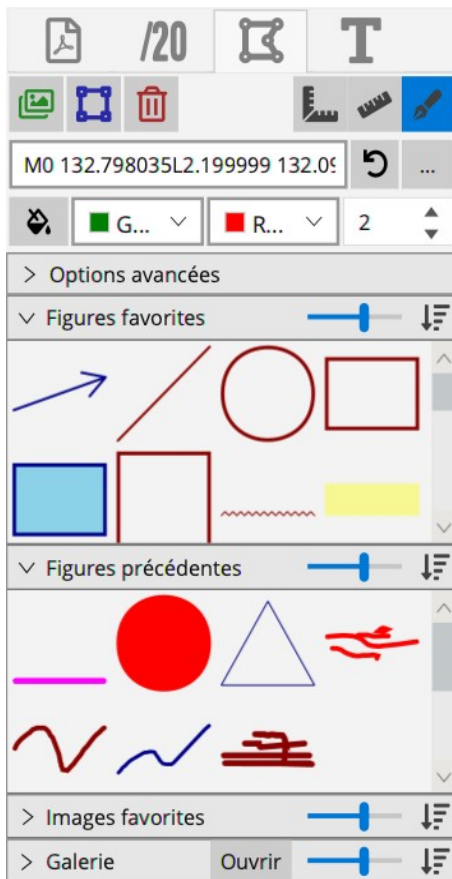 /20 T
M0 132.798035L2.199999 132.09
...
G... R... 2
> Options avancées
Figures favorites
Figures précédentes
> Images favorites
> Galerie Ouvrir